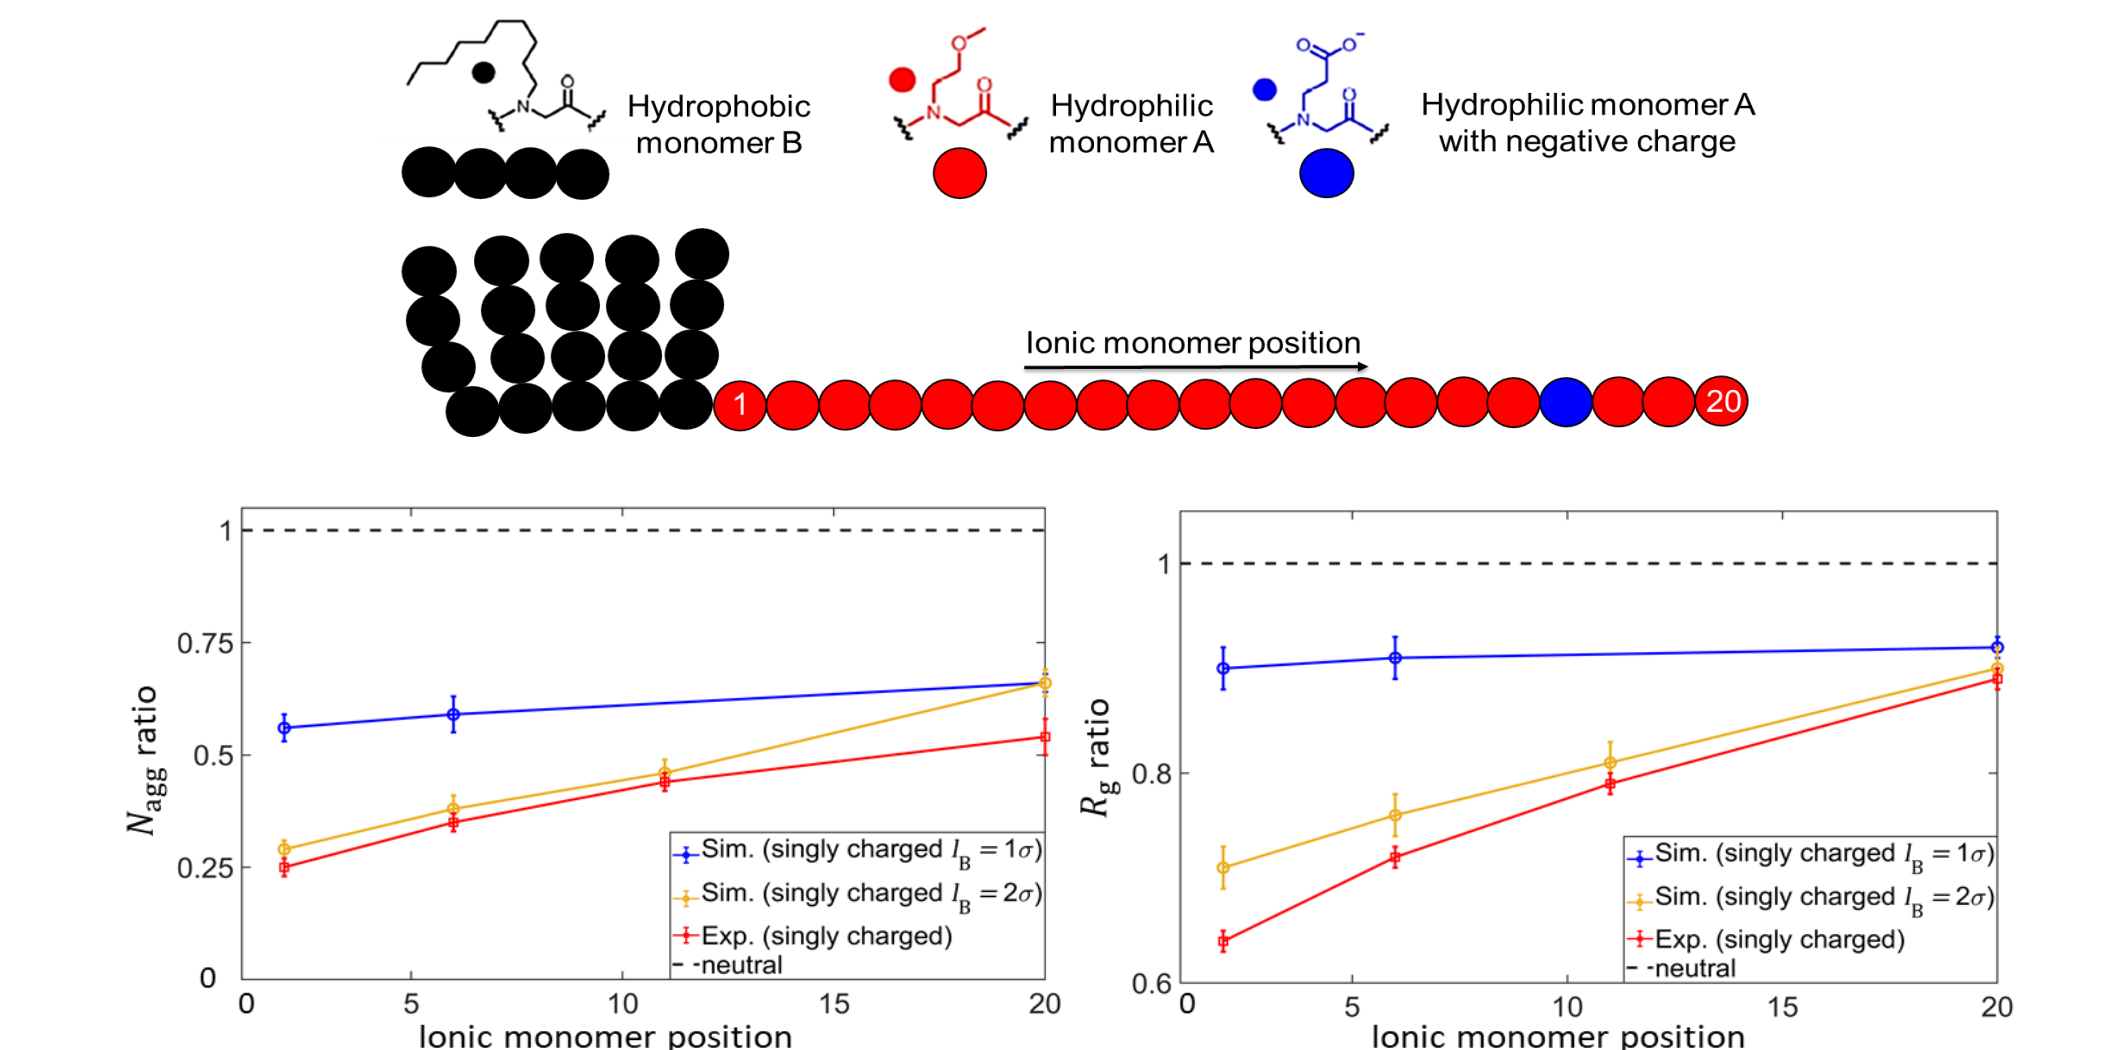 O
N
O
Hydrophobic
monomer B
O
N
O
Hydrophilic
monomer A
O
O⁻
N
O
Hydrophilic monomer A
with negative charge
Ionic monomer position
1
20
1
0.75
0.5
0.25
0
0
5
10
15
20
N_agg ratio
Ionic monomer position
Sim. (singly charged l_B = 1σ)
Sim. (singly charged l_B = 2σ)
Exp. (singly charged)
neutral
1
0.8
0.6
0
5
10
15
20
R_g ratio
Ionic monomer position
Sim. (singly charged l_B = 1σ)
Sim. (singly charged l_B = 2σ)
Exp. (singly charged)
neutral